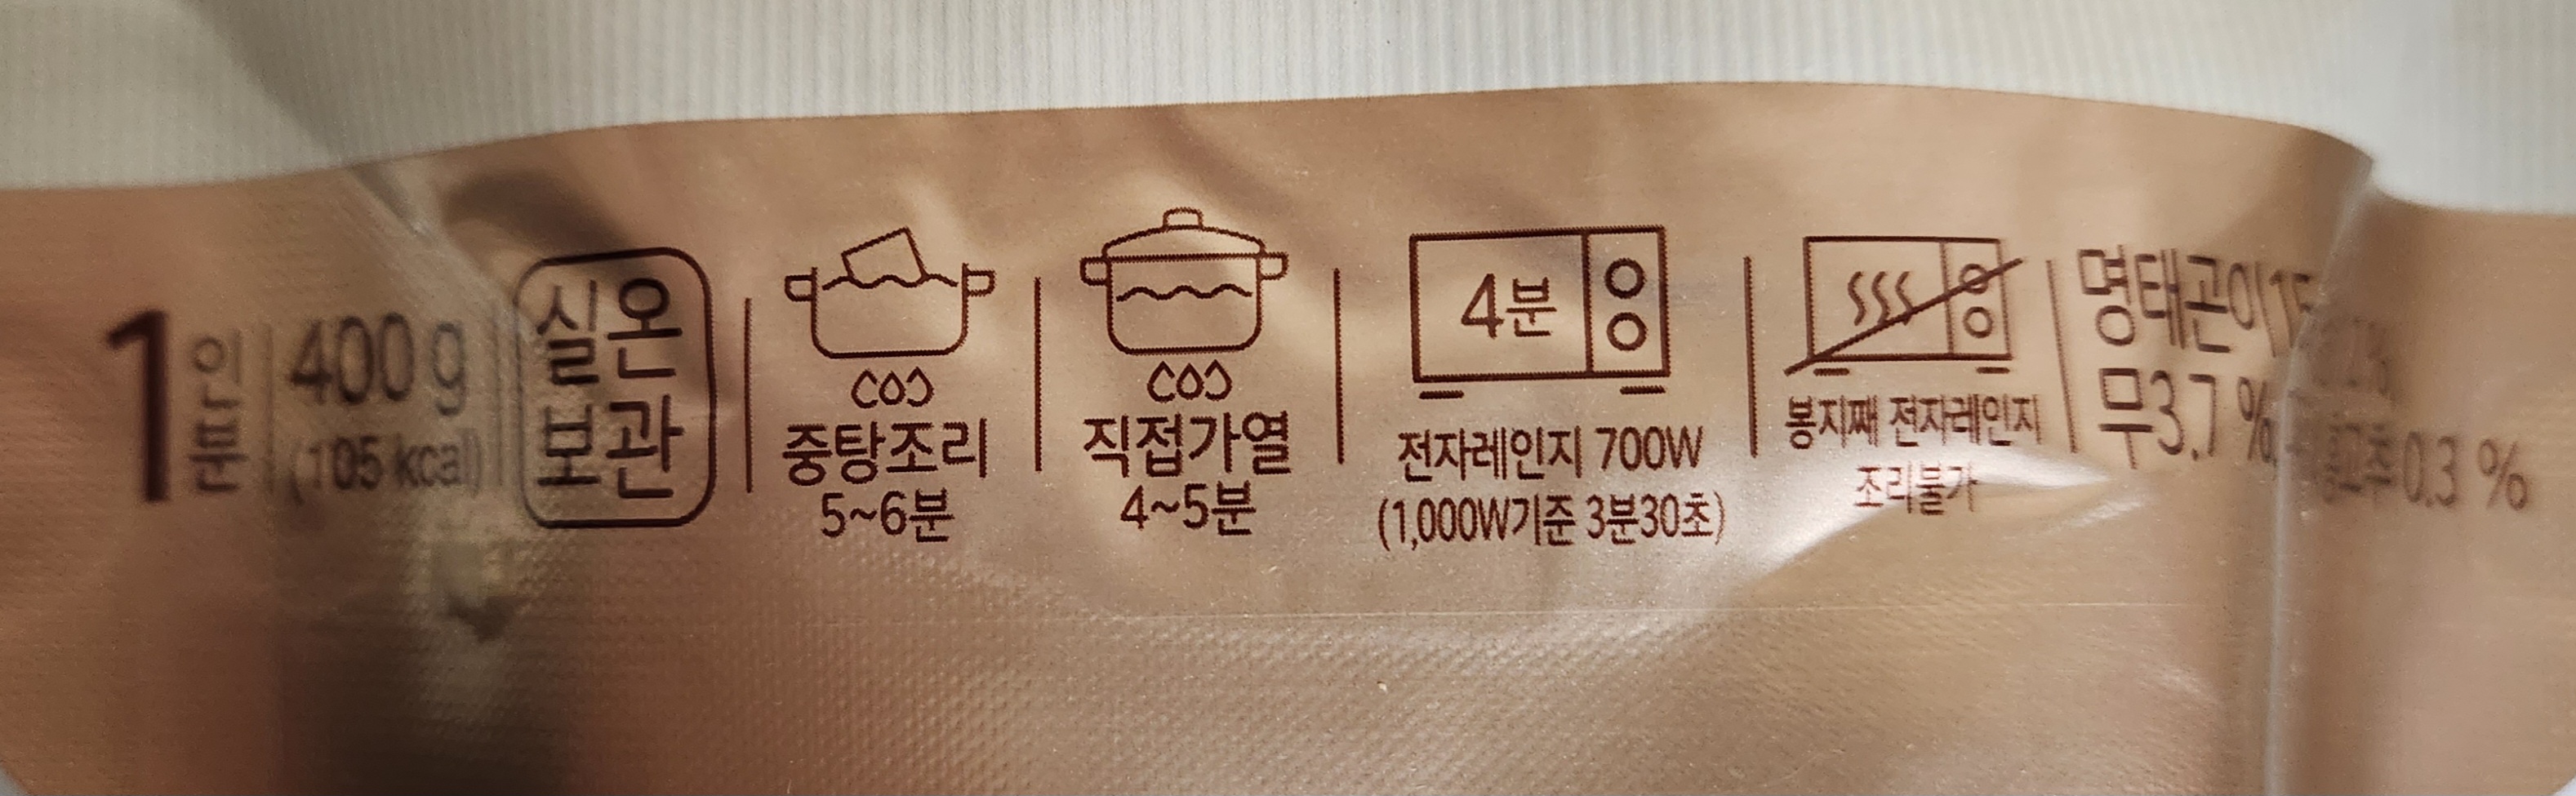 1인분
400 g
(105 kcal)
실온
보관
중탕조리
5~6분
직접가열
4~5분
4분
전자레인지 700W
(1,000W기준 3분30초)
봉지째 전자레인지
조리불가
명태곤이
무3.7 %,
0.3 %